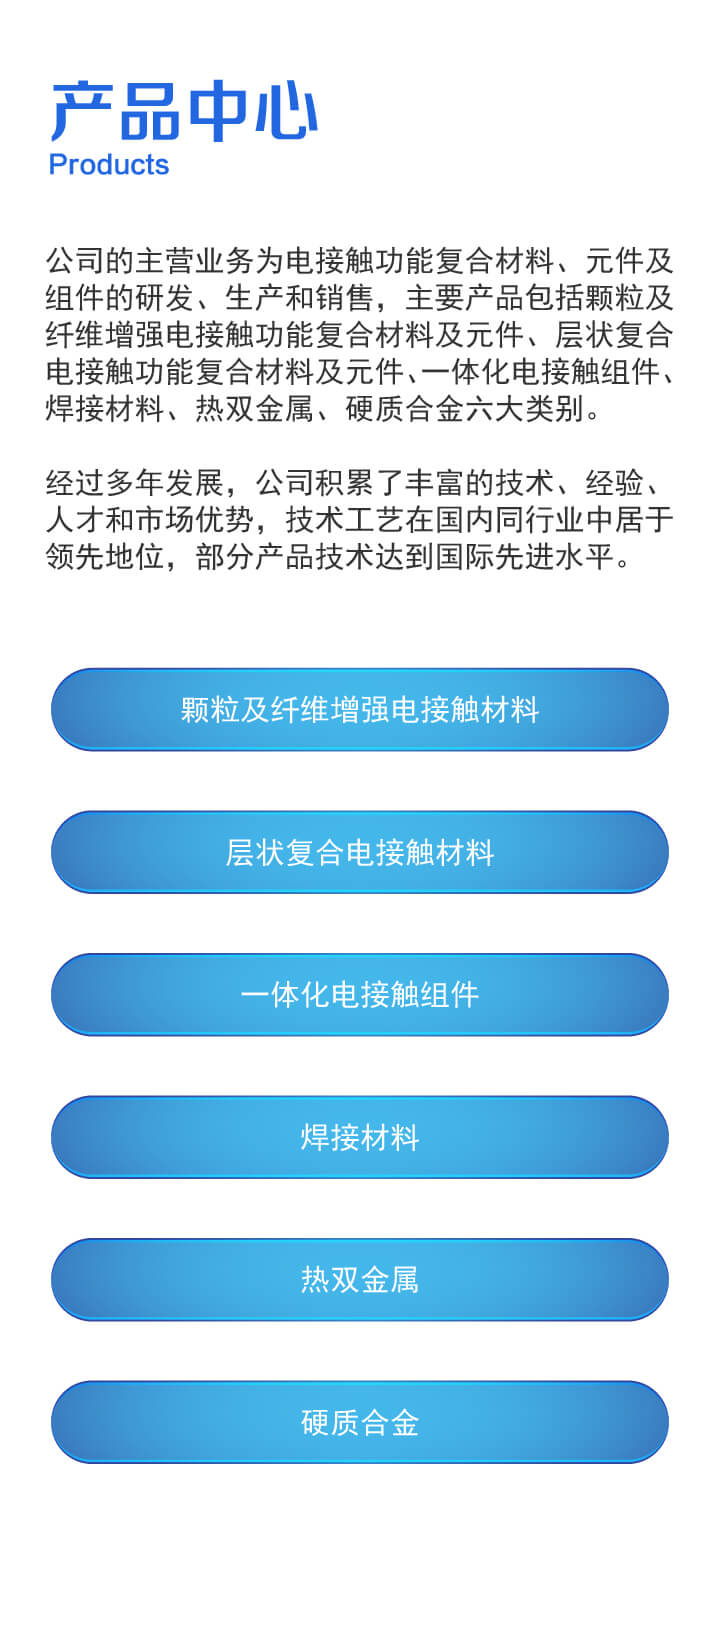 产品中心
Products
公司的主营业务为电接触功能复合材料、元件及
组件的研发、生产和销售，主要产品包括颗粒及
纤维增强电接触功能复合材料及元件、层状复合
电接触功能复合材料及元件、一体化电接触组件、
焊接材料、热双金属、硬质合金六大类别。
经过多年发展，公司积累了丰富的技术、经验、
人才和市场优势，技术工艺在国内同行业中居于
领先地位，部分产品技术达到国际先进水平。
颗粒及纤维增强电接触材料
层状复合电接触材料
一体化电接触组件
焊接材料
热双金属
硬质合金